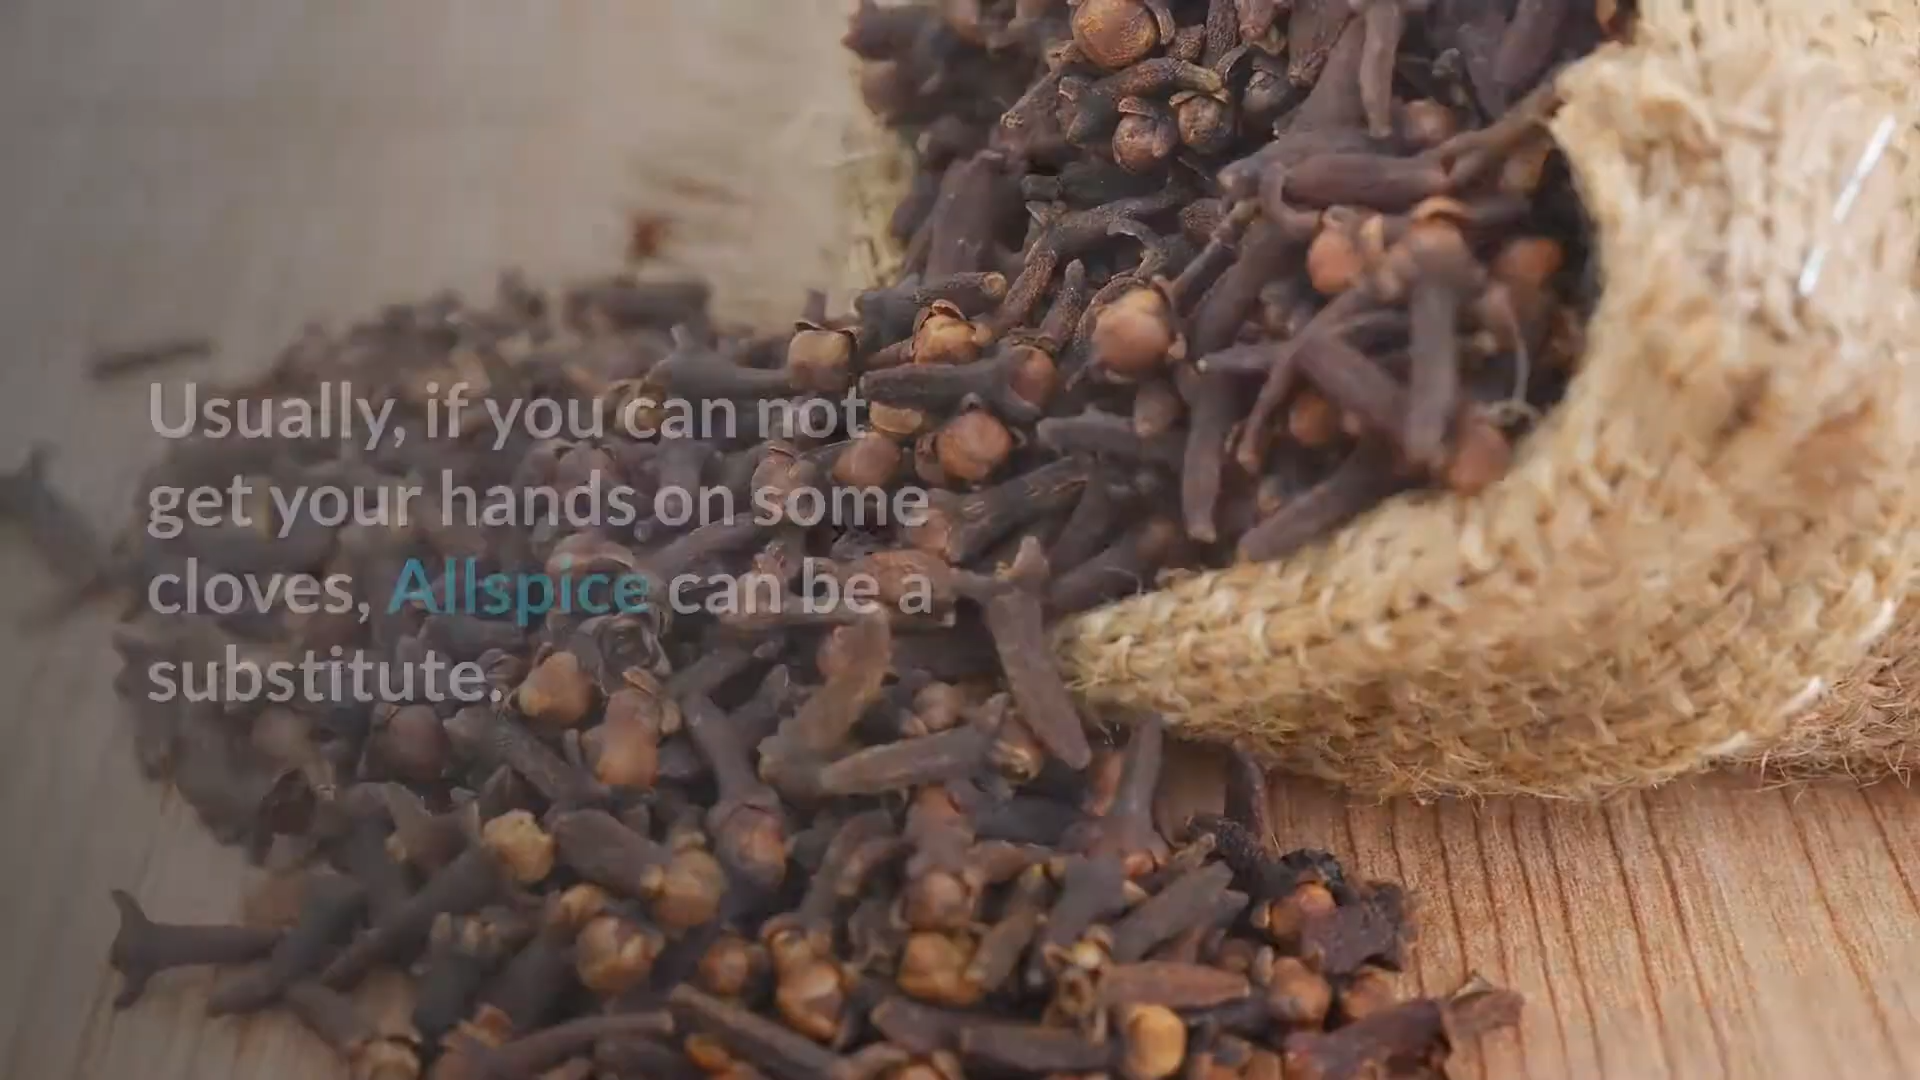 Usually, if you can not
get your hands on some
cloves, Allspice can be a
substitute.